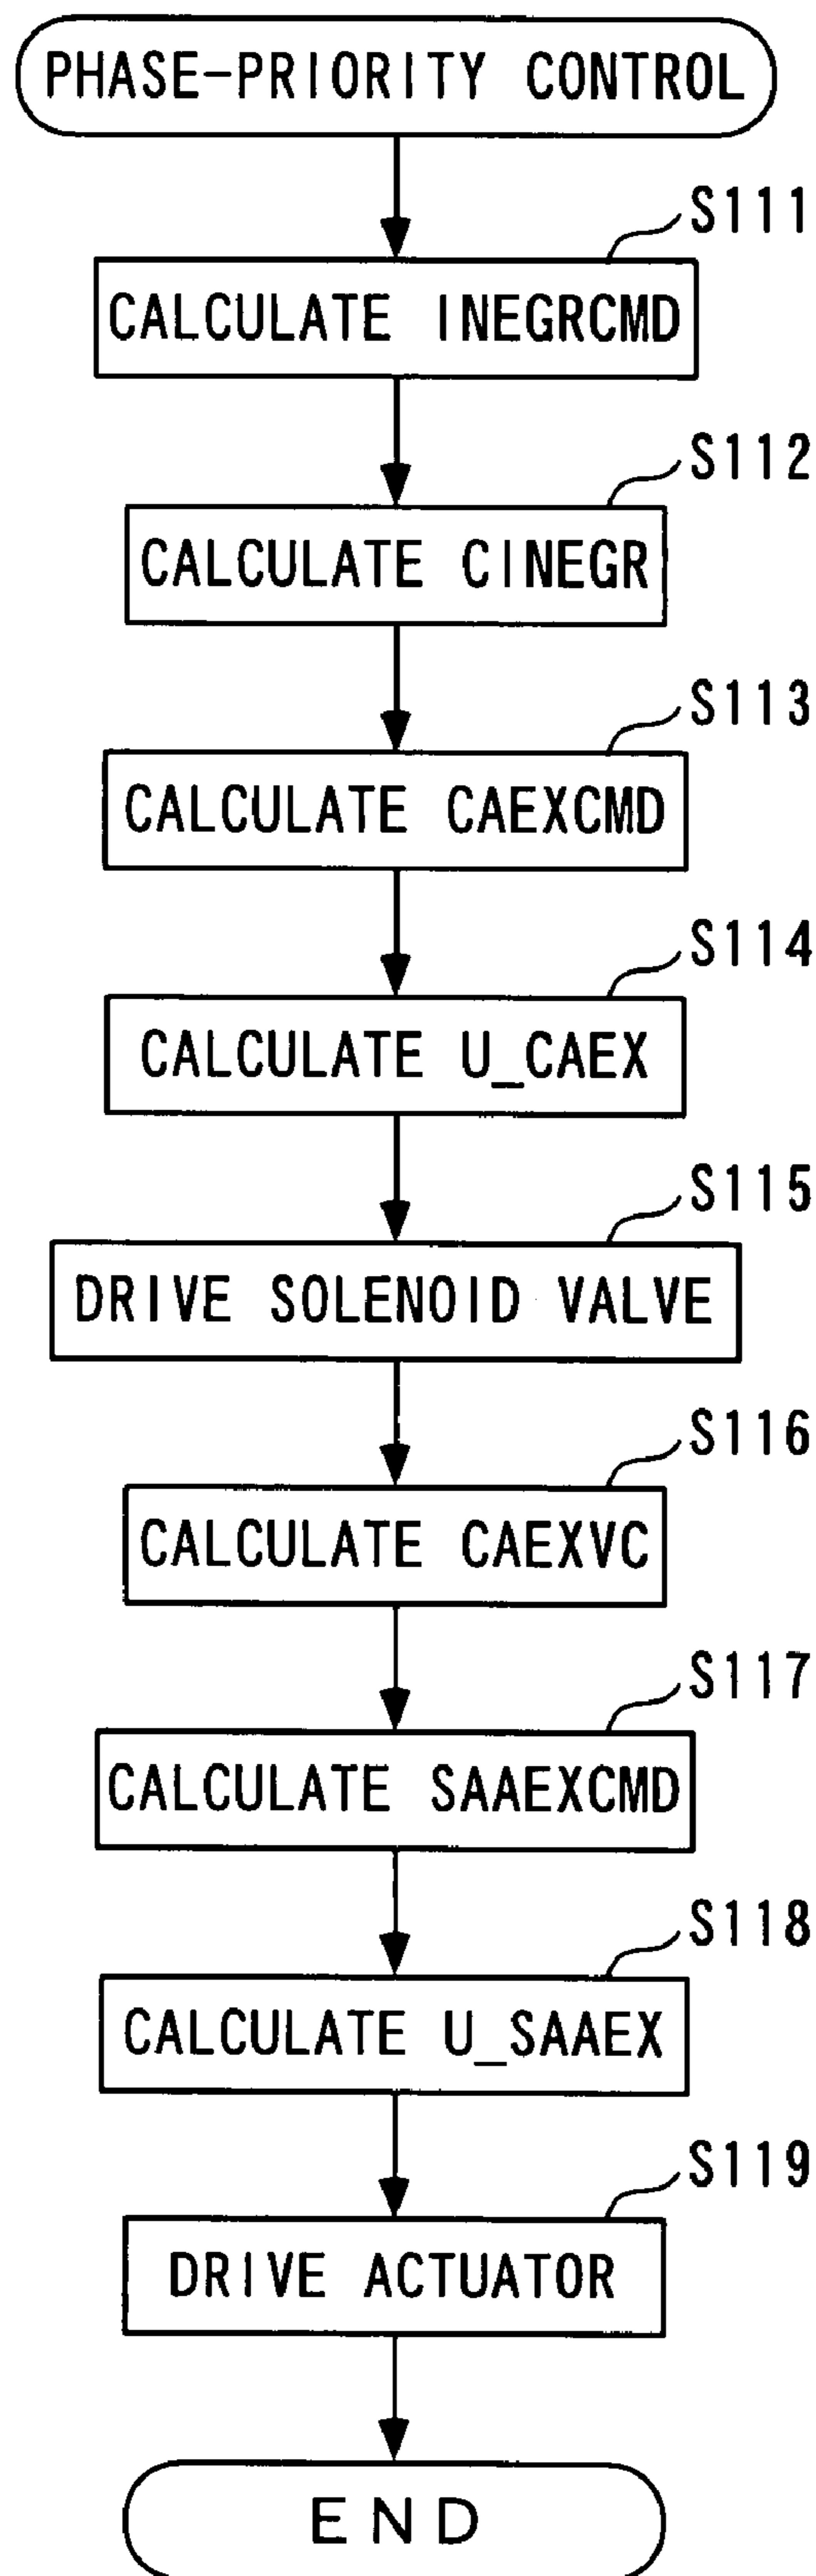 PHASE-PRIORITY CONTROL
S111
CALCULATE INEGRCMD
S112
CALCULATE CINEGR
S113
CALCULATE CAEXCMD
S114
CALCULATE U_CAEX
S115
DRIVE SOLENOID VALVE
S116
CALCULATE CAEXVC
S117
CALCULATE SAAEXCMD
S118
CALCULATE U_SAAEX
S119
DRIVE ACTUATOR
END